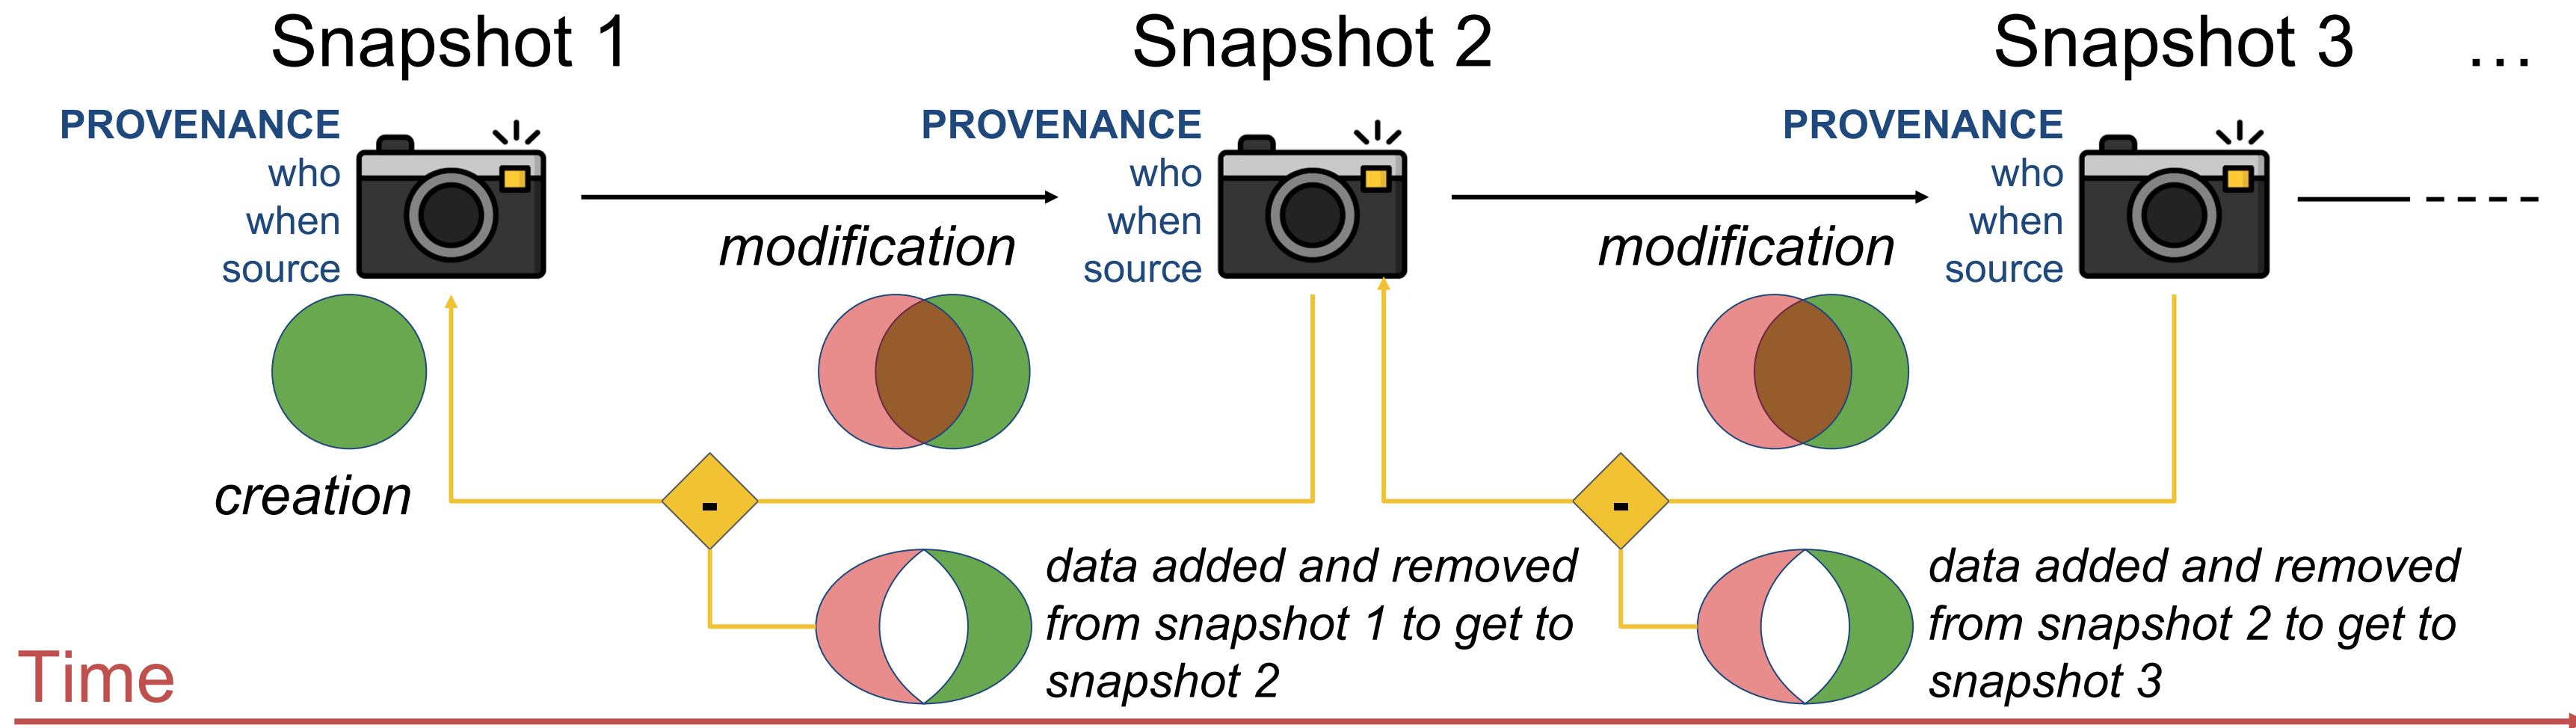 Snapshot 1
Snapshot 2
Snapshot 3
...
PROVENANCE
who
when
source
PROVENANCE
who
when
source
PROVENANCE
who
when
source
modification
modification
creation
-
-
data added and removed
from snapshot 1 to get to
snapshot 2
data added and removed
from snapshot 2 to get to
snapshot 3
Time